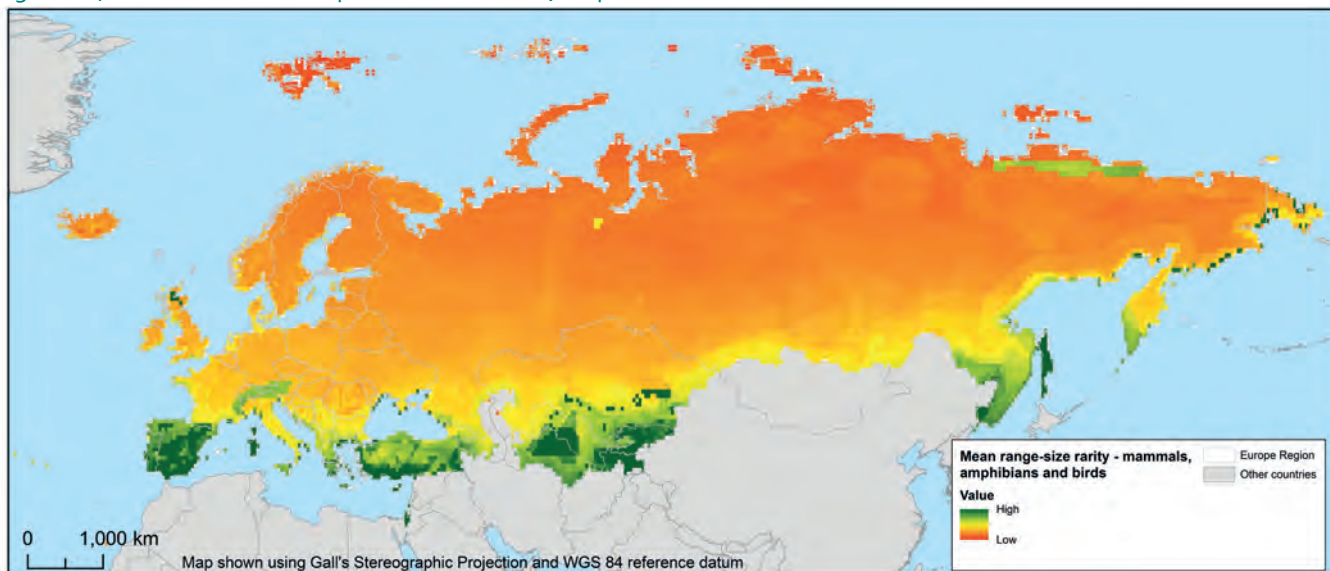 Mean range-size rarity - mammals,
amphibians and birds
Value
High
Low
Europe Region
Other countries
0 1,000 km
Map shown using Gall's Stereographic Projection and WGS 84 reference datum